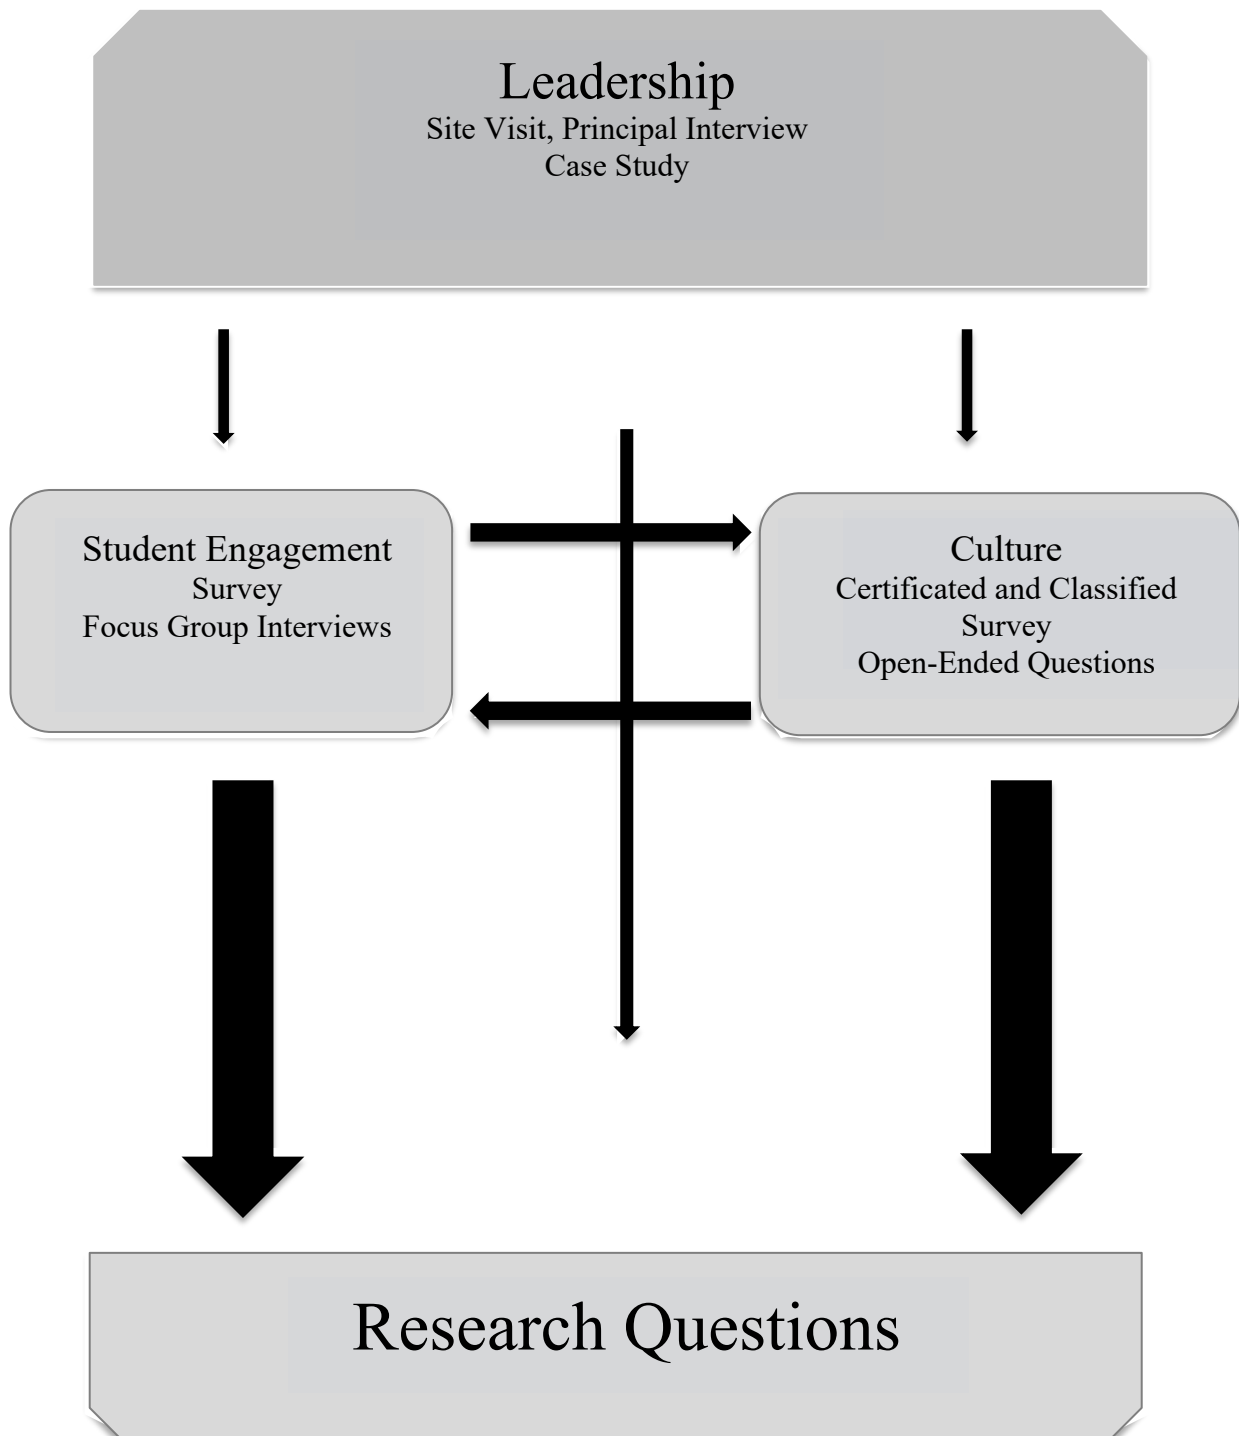 Leadership
Site Visit, Principal Interview
Case Study
Student Engagement
Survey
Focus Group Interviews
Culture
Certificated and Classified
Survey
Open-Ended Questions
Research Questions